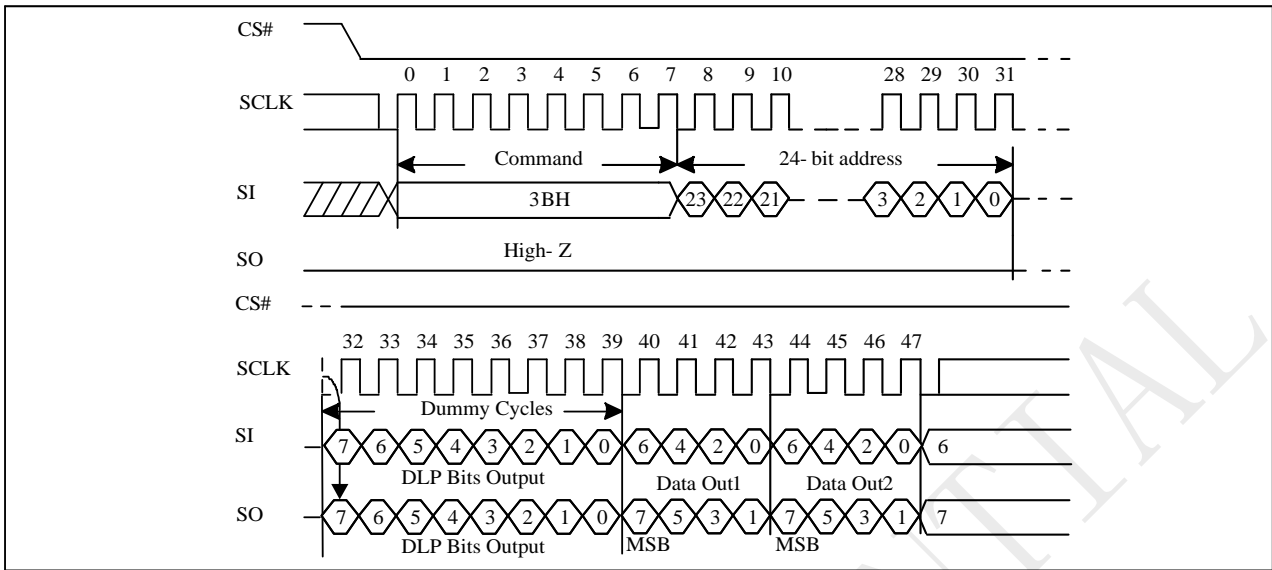 CS#
0 1 2 3 4 5 6 7 8 9 10 28 29 30 31
SCLK
Command 24- bit address
SI 3BH 23 22 21 3 2 1 0
High- Z
SO
CS#
32 33 34 35 36 37 38 39 40 41 42 43 44 45 46 47
SCLK
Dummy Cycles
SI 7 6 5 4 3 2 1 0 6 4 2 0 6 4 2 0 6
DLP Bits Output Data Out1 Data Out2
SO 7 6 5 4 3 2 1 0 7 5 3 1 7 5 3 1 7
DLP Bits Output MSB MSB